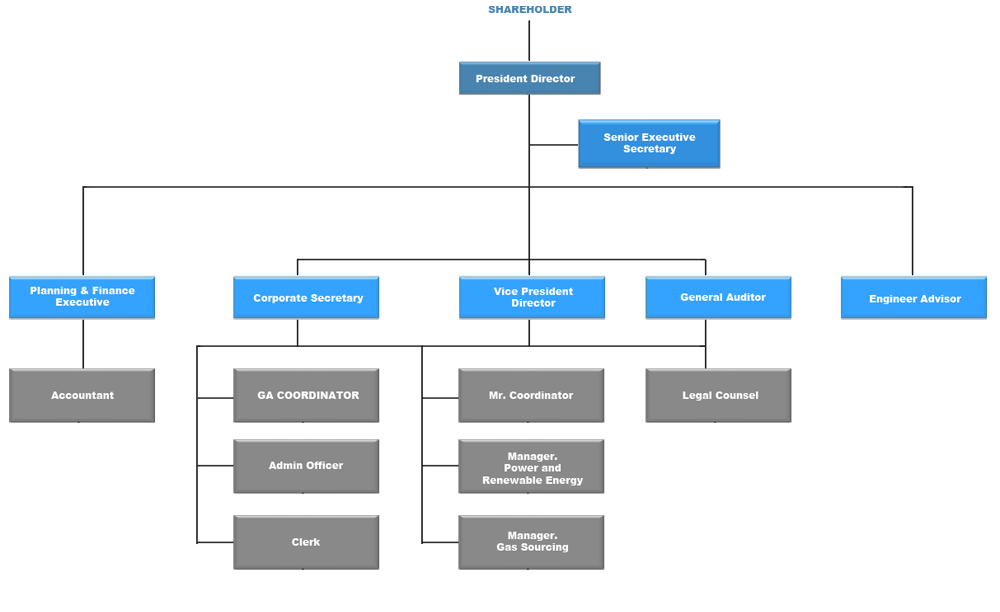 SHAREHOLDER
President Director
Senior Executive
Secretary
Planning & Finance
Executive
Corporate Secretary
Vice President
Director
General Auditor
Engineer Advisor
Accountant
GA COORDINATOR
Mr. Coordinator
Legal Counsel
Admin Officer
Manager.
Power and
Renewable Energy
Clerk
Manager.
Gas Sourcing